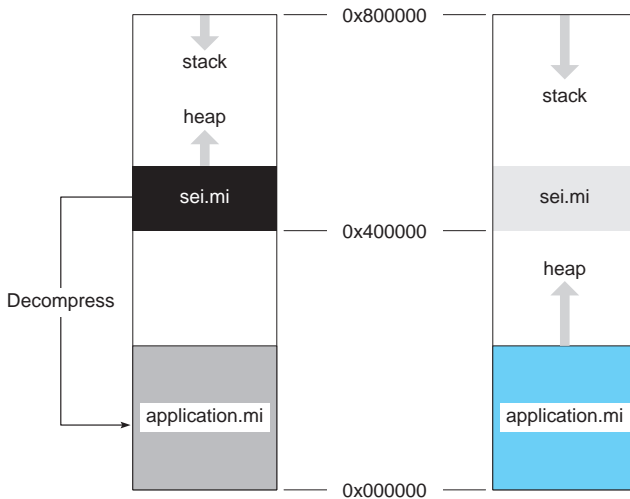 0x800000
stack
stack
heap
sei.mi
sei.mi
0x400000
heap
Decompress
application.mi
application.mi
0x000000